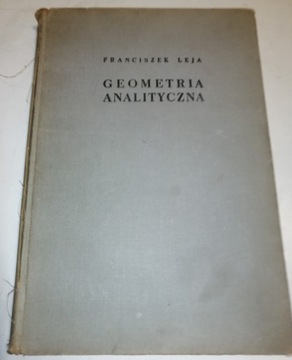 FRANCISZEK LEJA
GEOMETRIA
ANALITYCZNA